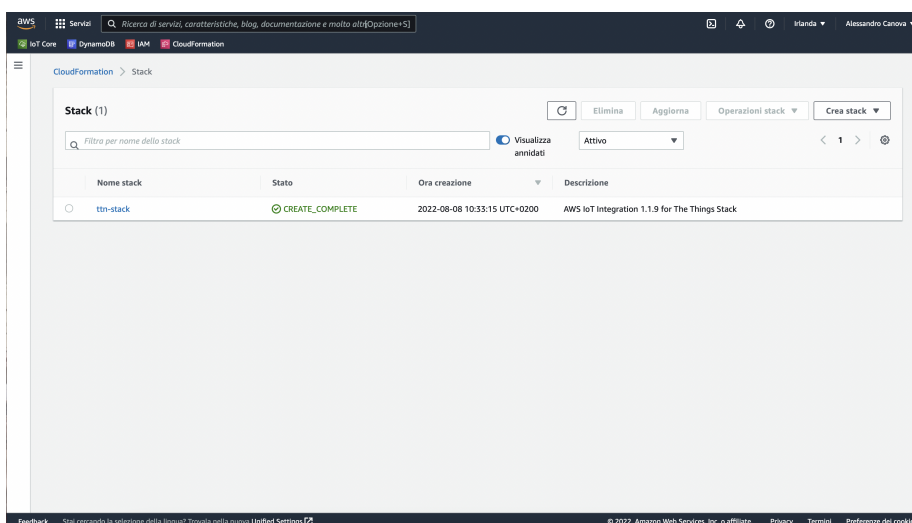 aws Servizi Ricerca di servizi, caratteristiche, blog, documentazione e molto altr[Opzione+S] Irlanda Alessandro Canova
IoT Core DynamoDB IAM CloudFormation
CloudFormation > Stack
Stack (1) Elimina Aggiorna Operazioni stack Crea stack
Filtra per nome dello stack Visualizza annidati Attivo < 1 >
Nome stack Stato Ora creazione Descrizione
ttn-stack CREATE_COMPLETE 2022-08-08 10:33:15 UTC+0200 AWS IoT Integration 1.1.9 for The Things Stack
Feedback Stai cercando la selezione della lingua? Trovala nella nuova Unified Settings © 2022, Amazon Web Services, Inc. o affiliate. Privacy Termini Preferenze dei cookie